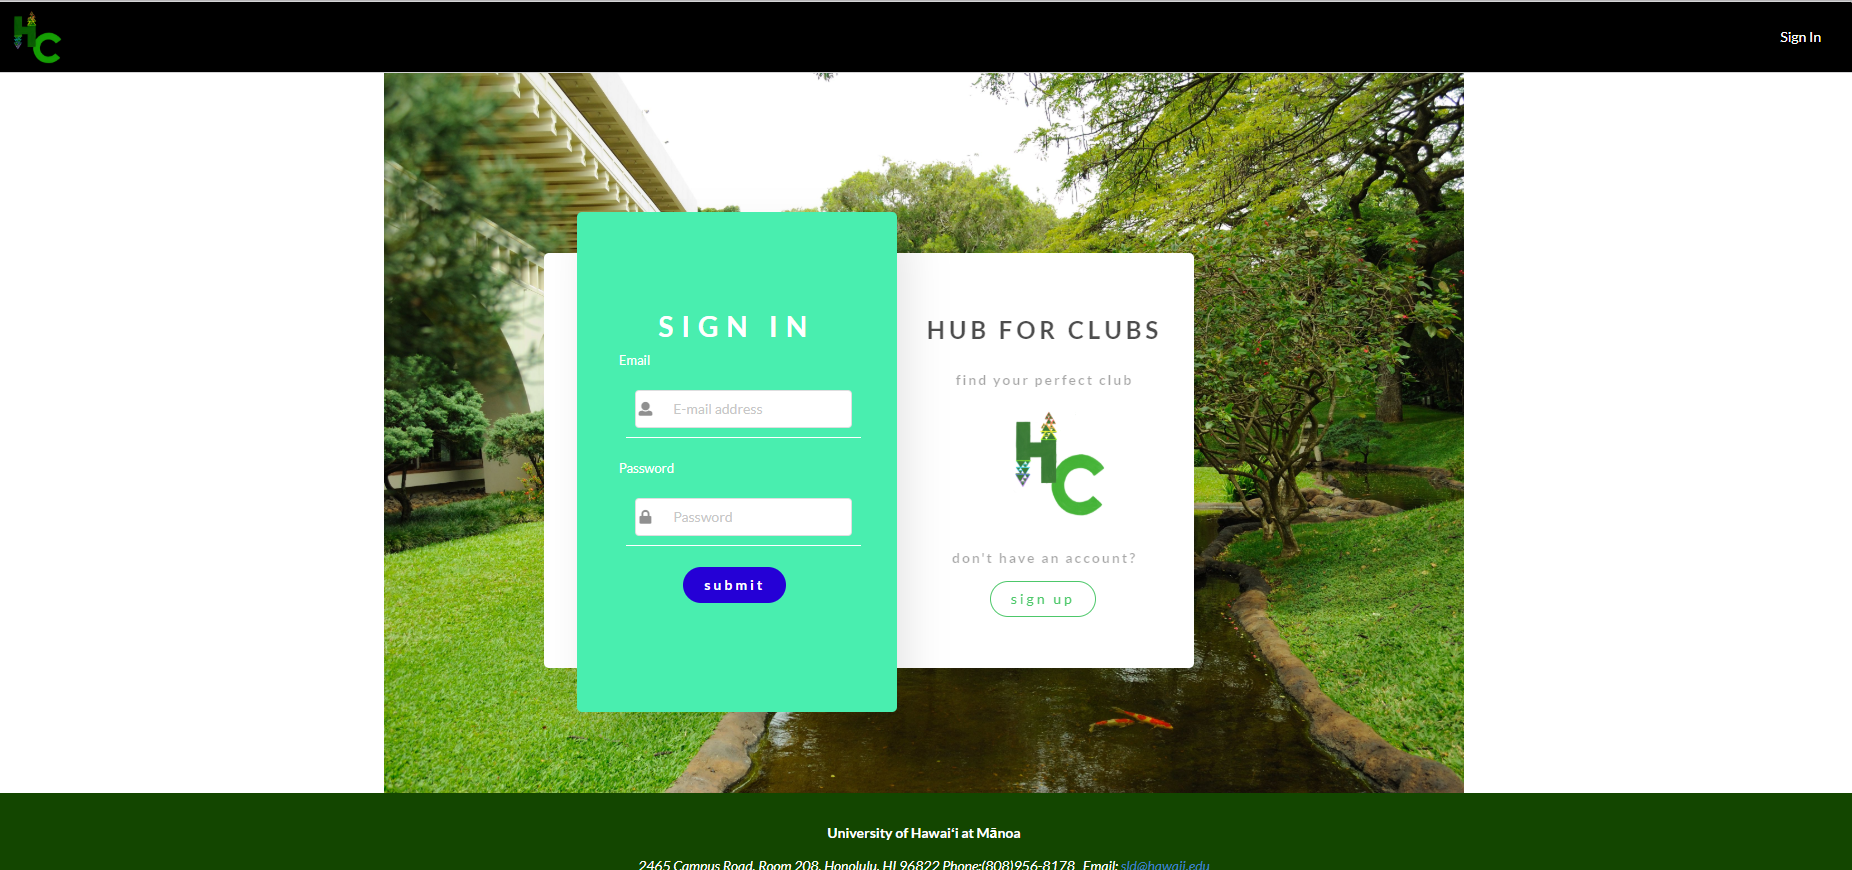 HC
Sign In
SIGN IN
Email
E-mail address
Password
Password
submit
HUB FOR CLUBS
find your perfect club
HC
don't have an account?
sign up
University of Hawaiʻi at Mānoa
2465 Campus Road, Room 208, Honolulu, HI 96822 Phone:(808)956-8178 Email: sld@hawaii.edu